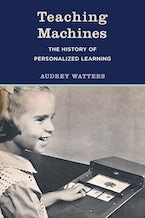 Teaching
Machines
THE HISTORY OF
PERSONALIZED LEARNING
AUDREY WATTERS